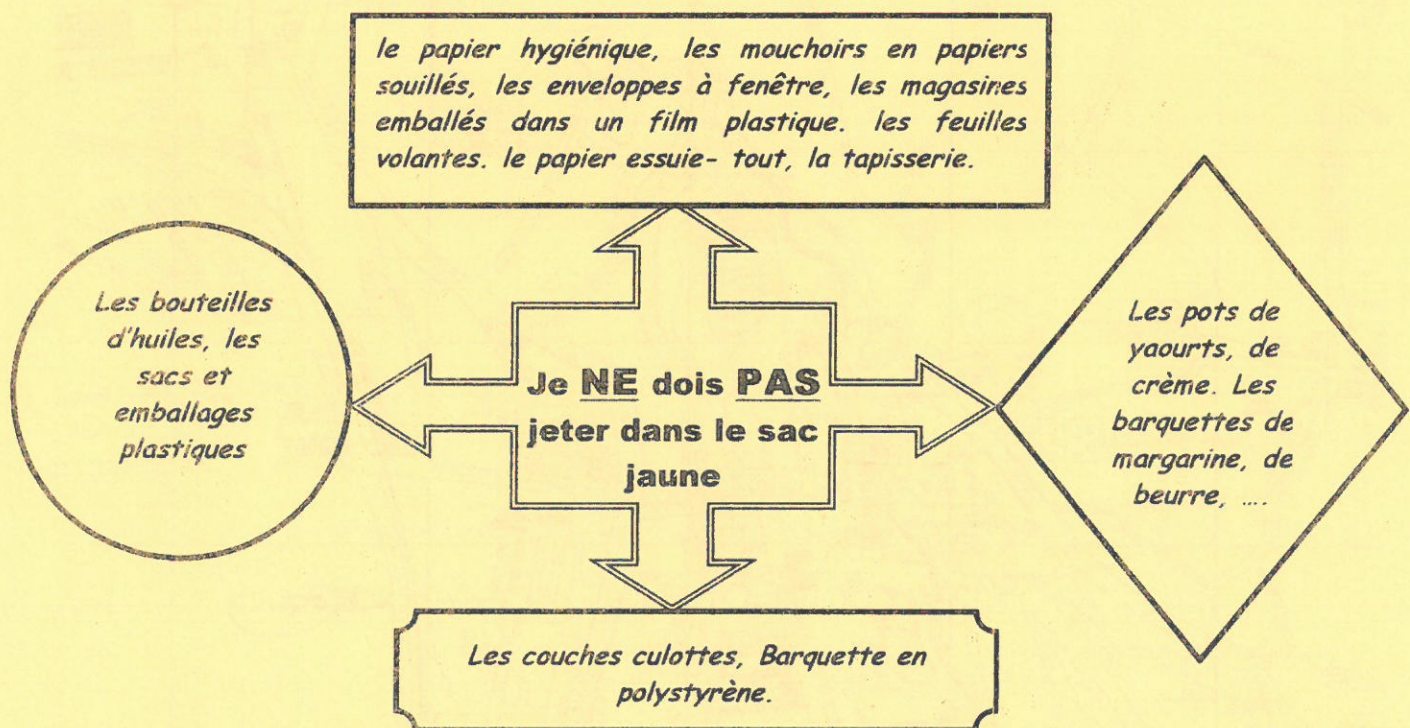 le papier hygiénique, les mouchoirs en papiers
souillés, les enveloppes à fenêtre, les magasines
emballés dans un film plastique. les feuilles
volantes. le papier essuie- tout, la tapisserie.
Les bouteilles
d'huiles, les
sacs et
emballages
plastiques
Je NE dois PAS
jeter dans le sac
jaune
Les pots de
yaourts, de
crème. Les
barquettes de
margarine, de
beurre, ....
Les couches culottes, Barquette en
polystyrène.